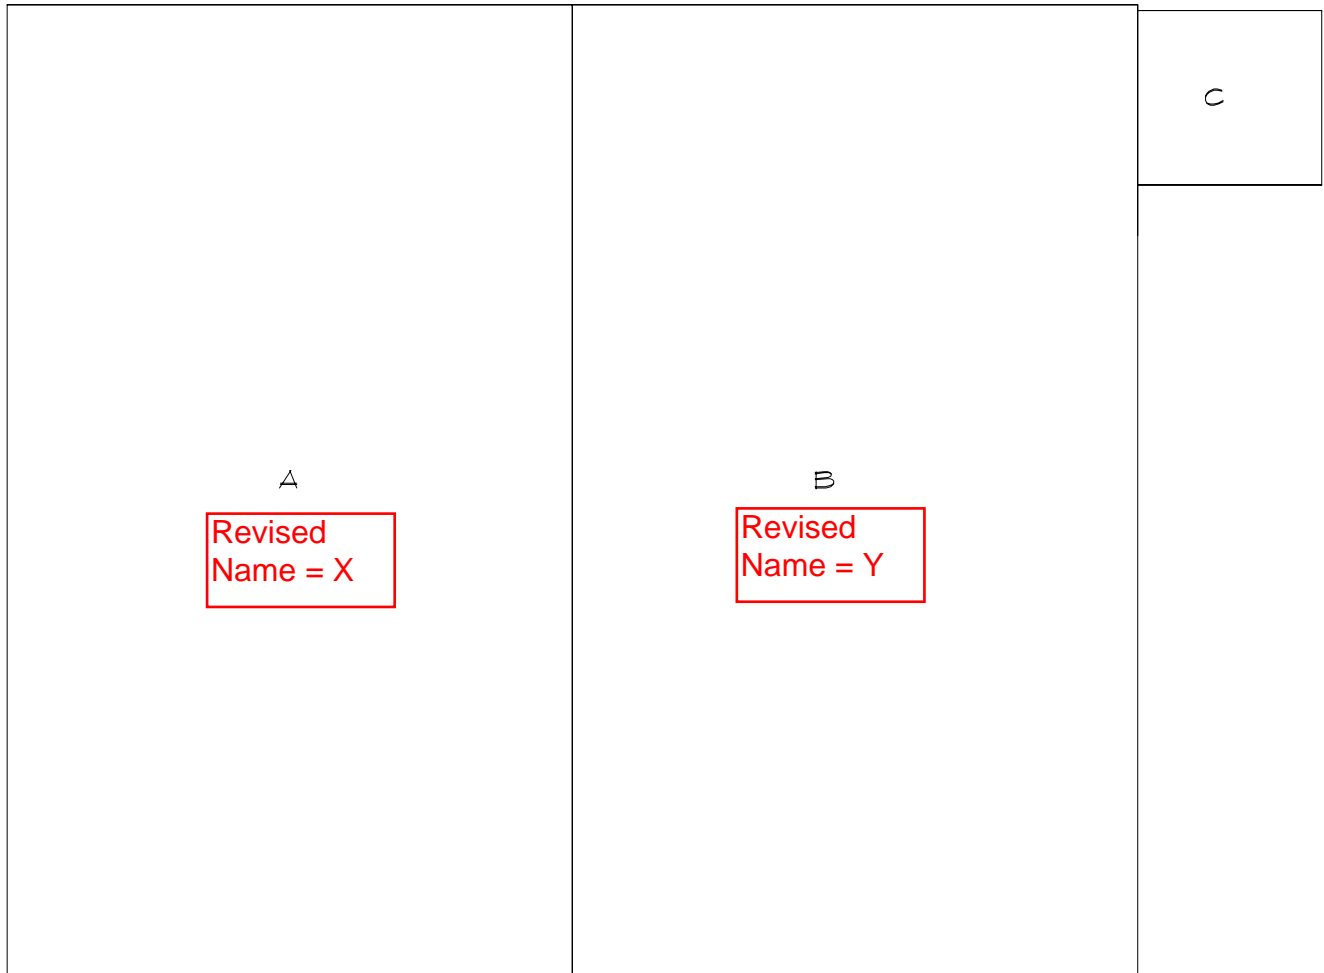 C
A
B
Revised
Name = X
Revised
Name = Y